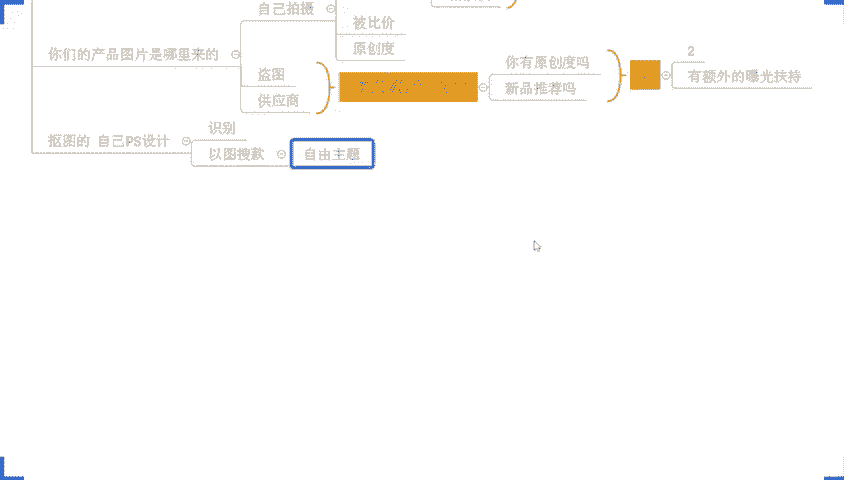 自己拍摄
被比价
原创度
你们的产品图片是哪里来的
盗图
供应商
你有原创度吗
新品推荐吗
2
有额外的曝光扶持
抠图的 自己PS设计
识别
以图搜款
自由主题